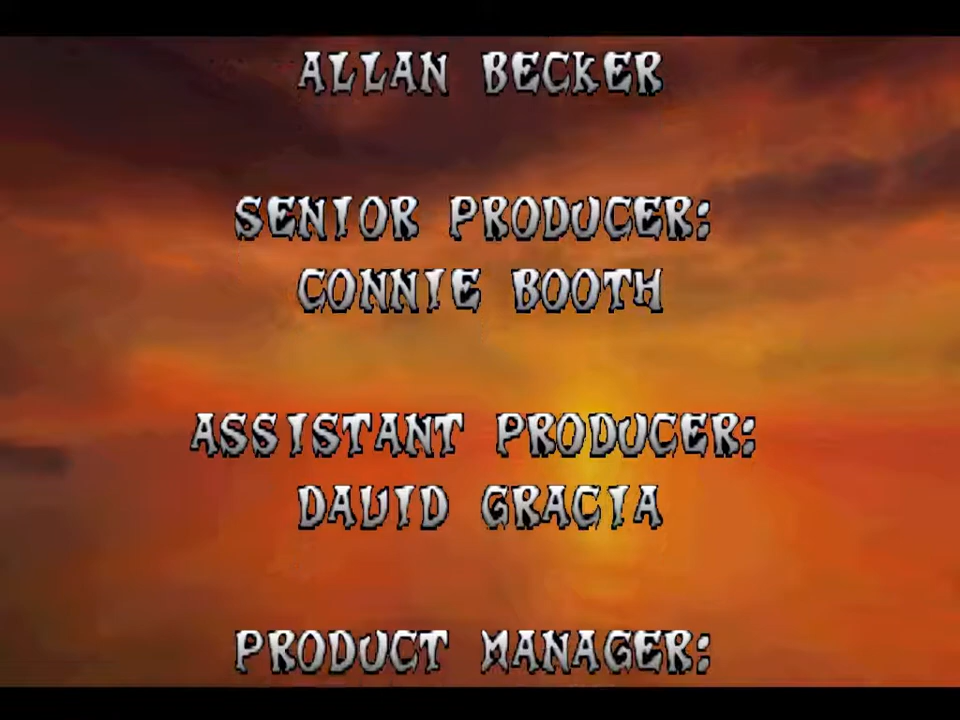 ALLAN BECKER
SENIOR PRODUCER:
CONNIE BOOTH
ASSISTANT PRODUCER:
DAVID GRACIA
PRODUCT MANAGER: